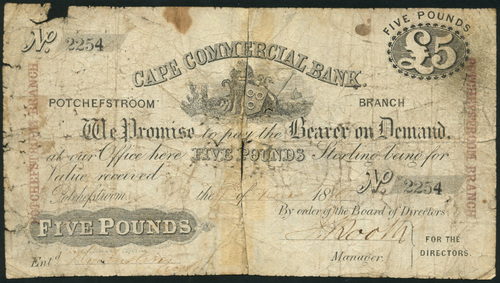 No 2254
FIVE POUNDS
£5
CAPE COMMERCIAL BANK.
POTCHEFSTROOM BRANCH
We Promise to pay the Bearer on Demand,
at our Office here FIVE POUNDS Sterling being for
Value received
No 2254
Potchefstroom the 18
By order of the Board of Directors
FIVE POUNDS
FOR THE
DIRECTORS.
Entd
Manager.
POTCHEFSTROOM BRANCH
POTCHEFSTROOM BRANCH